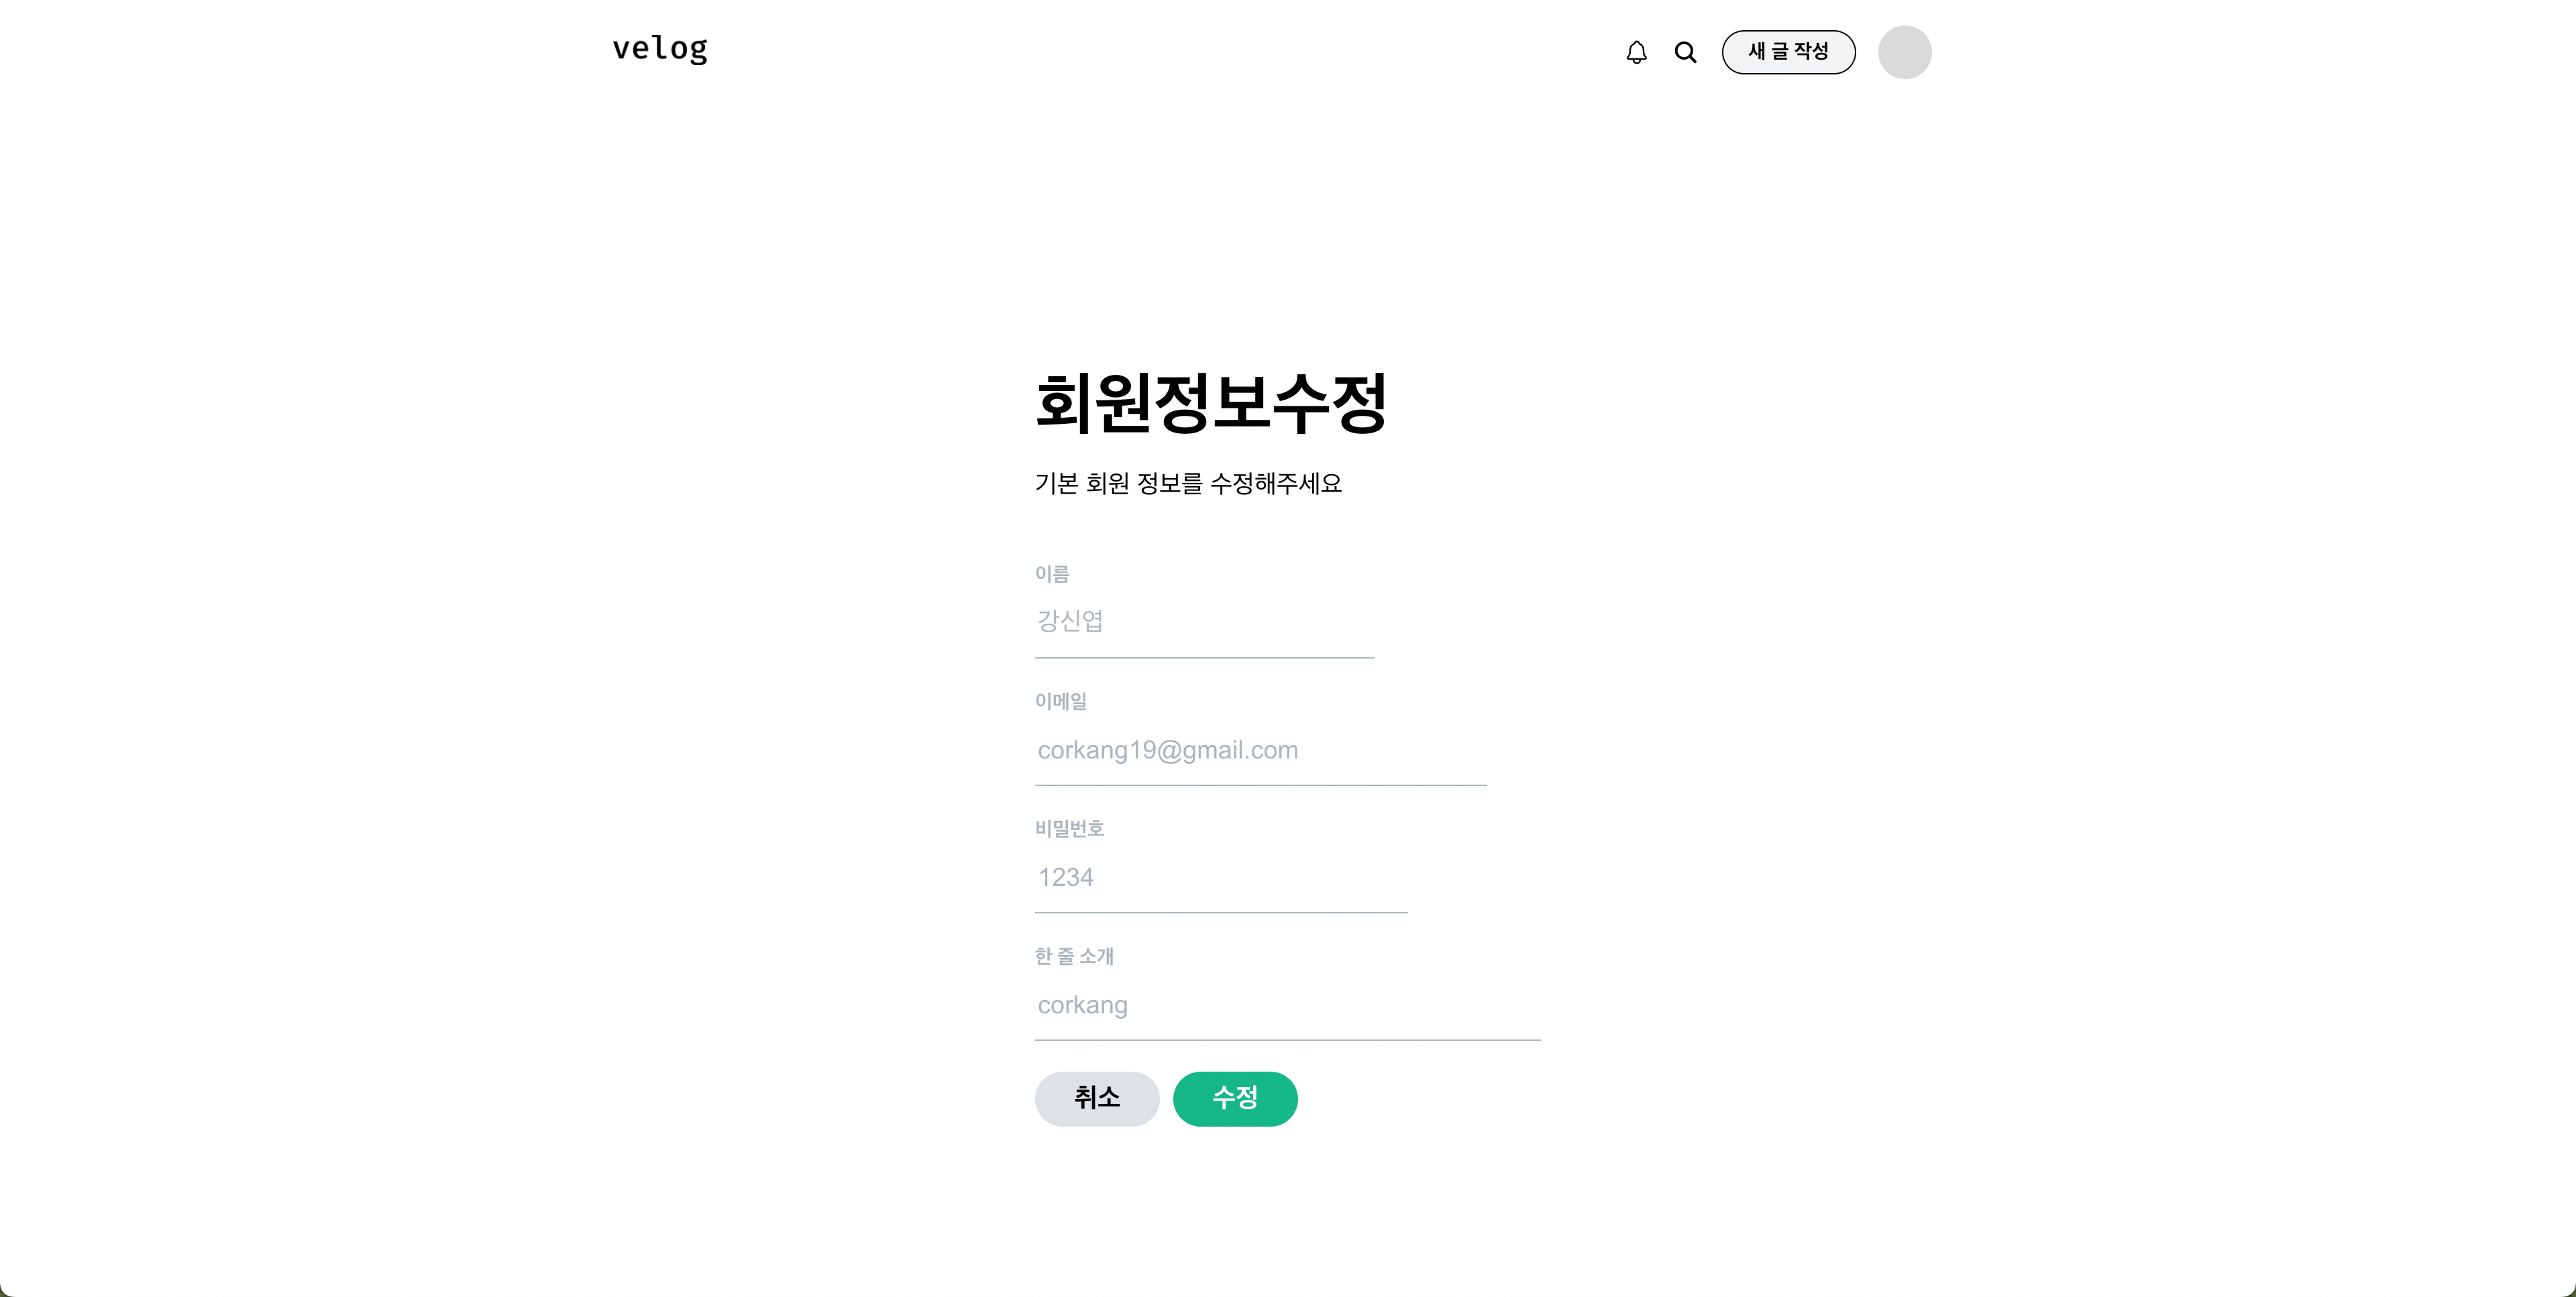 velog
새 글 작성
회원정보수정
기본 회원 정보를 수정해주세요
이름
강신엽
이메일
corkang19@gmail.com
비밀번호
1234
한 줄 소개
corkang
취소 수정